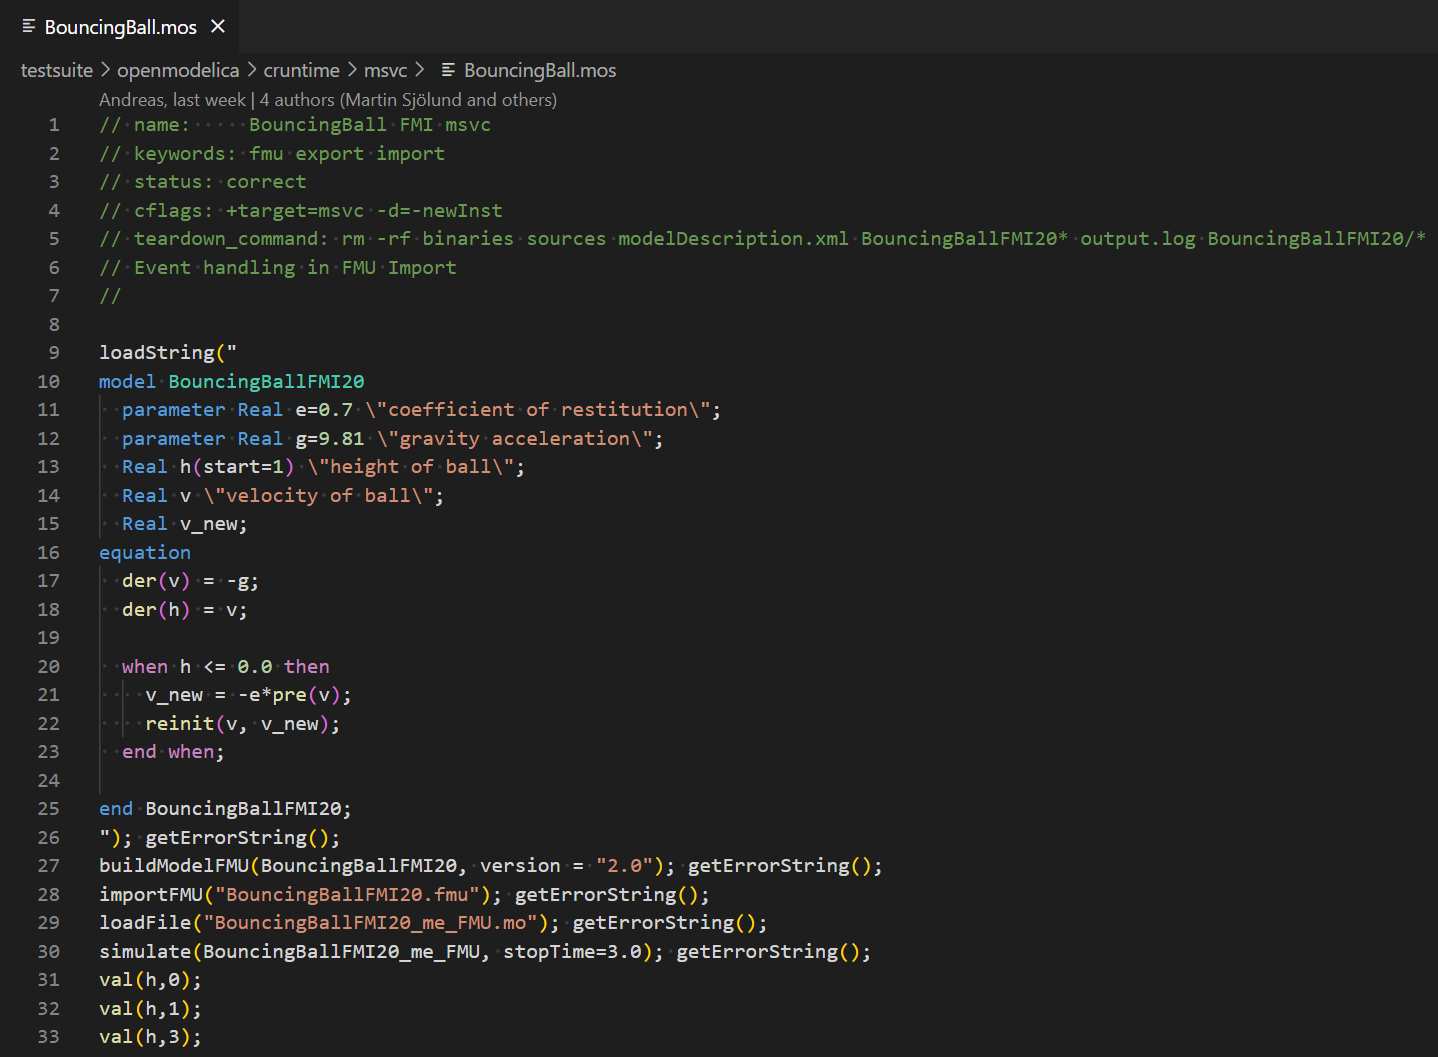 BouncingBall.mos
testsuite > openmodelica > cruntime > msvc > BouncingBall.mos
Andreas, last week | 4 authors (Martin Sjölund and others)
1 // name:     BouncingBall FMI msvc
2 // keywords: fmu export import
3 // status: correct
4 // cflags: +target=msvc -d=-newInst
5 // teardown_command: rm -rf binaries sources modelDescription.xml BouncingBallFMI20* output.log BouncingBallFMI20/*
6 // Event handling in FMU Import
7 //
8
9 loadString("
10 model BouncingBallFMI20
11   parameter Real e=0.7 \"coefficient of restitution\";
12   parameter Real g=9.81 \"gravity acceleration\";
13   Real h(start=1) \"height of ball\";
14   Real v \"velocity of ball\";
15   Real v_new;
16 equation
17   der(v) = -g;
18   der(h) = v;
19
20   when h <= 0.0 then
21     v_new = -e*pre(v);
22     reinit(v, v_new);
23   end when;
24
25 end BouncingBallFMI20;
26 "); getErrorString();
27 buildModelFMU(BouncingBallFMI20, version = "2.0"); getErrorString();
28 importFMU("BouncingBallFMI20.fmu"); getErrorString();
29 loadFile("BouncingBallFMI20_me_FMU.mo"); getErrorString();
30 simulate(BouncingBallFMI20_me_FMU, stopTime=3.0); getErrorString();
31 val(h,0);
32 val(h,1);
33 val(h,3);